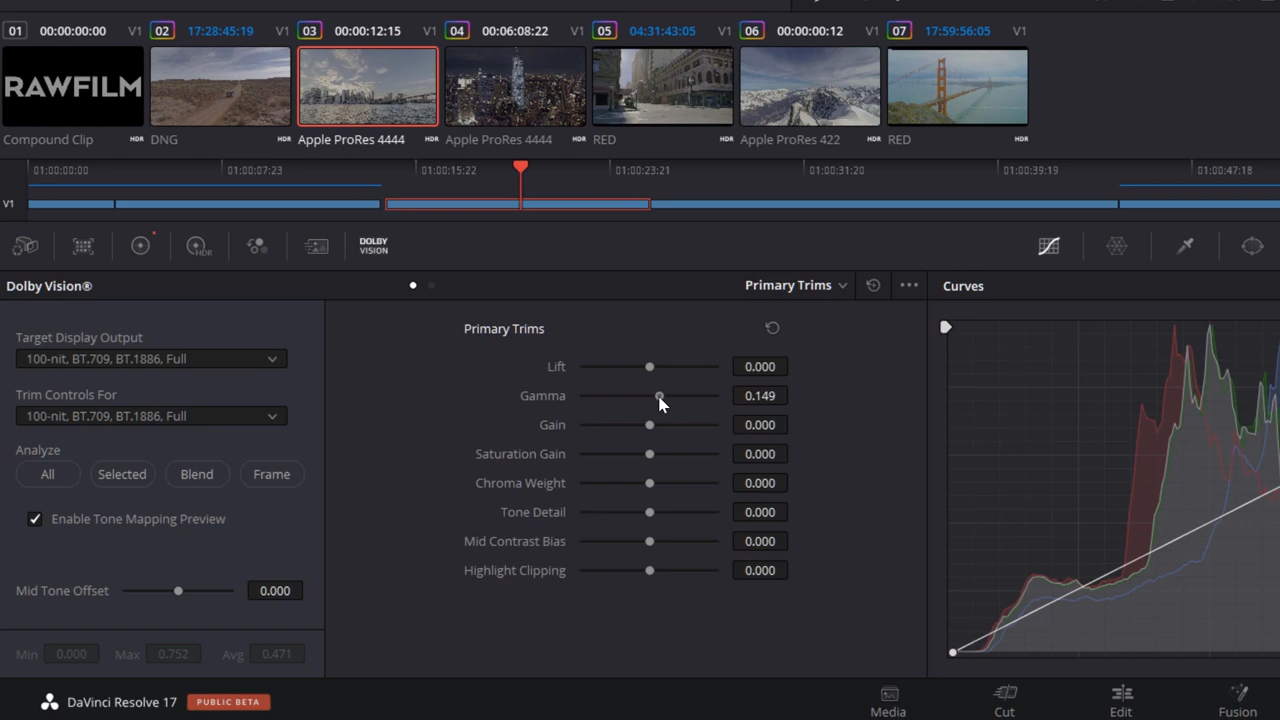 01 00:00:00:00 V1 02 17:28:45:19 V1 03 00:00:12:15 V1 04 00:06:08:22 V1 05 04:31:43:05 V1 06 00:00:00:12 V1 07 17:59:56:05 V1
RAWFILM
Compound Clip HDR DNG HDR Apple ProRes 4444 HDR Apple ProRes 4444 HDR RED HDR Apple ProRes 422 HDR RED HDR
01:00:00:00 01:00:07:23 01:00:15:22 01:00:23:21 01:00:31:20 01:00:39:19 01:00:47:18
V1
HDR
DOLBY
VISION
Dolby Vision® Primary Trims Curves
Target Display Output
100-nit, BT.709, BT.1886, Full
Trim Controls For
100-nit, BT.709, BT.1886, Full
Analyze
All Selected Blend Frame
Enable Tone Mapping Preview
Mid Tone Offset 0.000
Min 0.000 Max 0.752 Avg 0.471
Primary Trims
Lift 0.000
Gamma 0.149
Gain 0.000
Saturation Gain 0.000
Chroma Weight 0.000
Tone Detail 0.000
Mid Contrast Bias 0.000
Highlight Clipping 0.000
DaVinci Resolve 17 PUBLIC BETA
Media Cut Edit Fusion